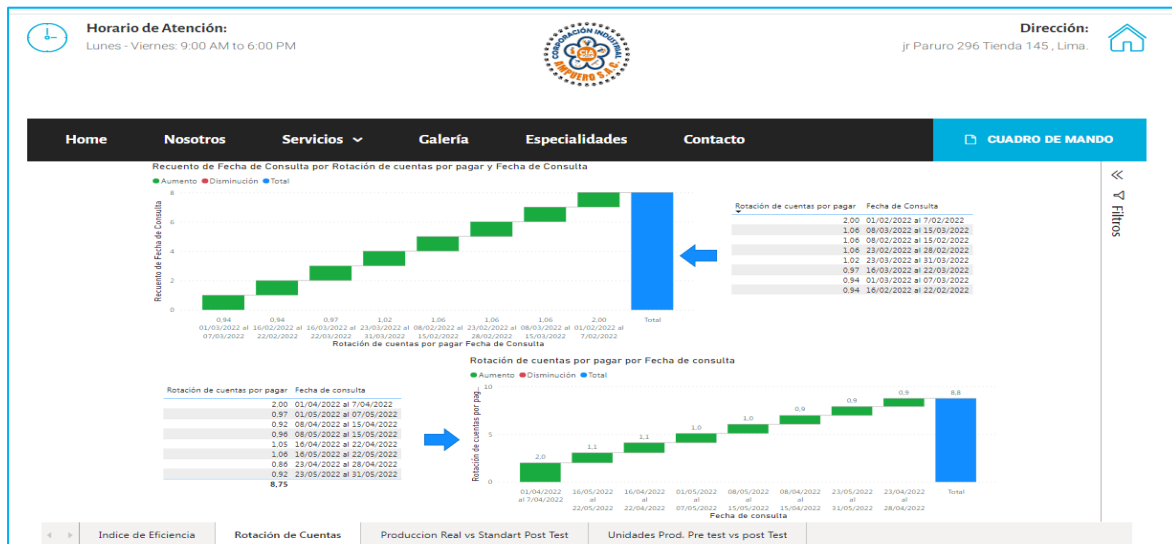 Horario de Atención:
Lunes - Viernes: 9:00 AM to 6:00 PM
CORPORACIÓN INDUSTRIAL
CIA
AMPUERO S.A.C.
Dirección:
jr Paruro 296 Tienda 145 , Lima.
Home Nosotros Servicios Galería Especialidades Contacto CUADRO DE MANDO
Recuento de Fecha de Consulta por Rotación de cuentas por pagar y Fecha de Consulta
Aumento Disminución Total
Recuento de Fecha de Consulta
8
6
4
2
0
0,94 0,94 0,97 1,02 1,06 1,06 1,06 2,00 Total
01/03/2022 al 16/02/2022 al 16/03/2022 al 23/03/2022 al 08/02/2022 al 23/02/2022 al 08/03/2022 al 01/02/2022 al
07/03/2022 22/02/2022 22/03/2022 31/03/2022 15/02/2022 28/02/2022 15/03/2022 7/02/2022
Rotación de cuentas por pagar Fecha de Consulta
Rotación de cuentas por pagar Fecha de Consulta
2.00 01/02/2022 al 7/02/2022
1.06 08/03/2022 al 15/03/2022
1.06 08/02/2022 al 15/02/2022
1.06 23/02/2022 al 28/02/2022
1.02 23/03/2022 al 31/03/2022
0.97 16/03/2022 al 22/03/2022
0.94 01/03/2022 al 07/03/2022
0.94 16/02/2022 al 22/02/2022
Filtros
Rotación de cuentas por pagar Fecha de consulta
2.00 01/04/2022 al 7/04/2022
0.97 01/05/2022 al 07/05/2022
0.92 08/04/2022 al 15/04/2022
0.96 08/05/2022 al 15/05/2022
1.05 16/04/2022 al 22/04/2022
1.06 16/05/2022 al 22/05/2022
0.86 23/04/2022 al 28/04/2022
0.92 23/05/2022 al 31/05/2022
8,75
Rotación de cuentas por pagar por Fecha de consulta
Aumento Disminución Total
Rotación de cuentas por pag...
10
5
0
2,0 1,1 1,1 1,0 1,0 0,9 0,9 0,9 8,8
01/04/2022 16/05/2022 16/04/2022 01/05/2022 08/05/2022 08/04/2022 23/05/2022 23/04/2022 Total
al 7/04/2022 al al al al al al al
22/05/2022 22/04/2022 07/05/2022 15/05/2022 15/04/2022 31/05/2022 28/04/2022
Fecha de consulta
Indice de Eficiencia Rotación de Cuentas Produccion Real vs Standart Post Test Unidades Prod. Pre test vs post Test